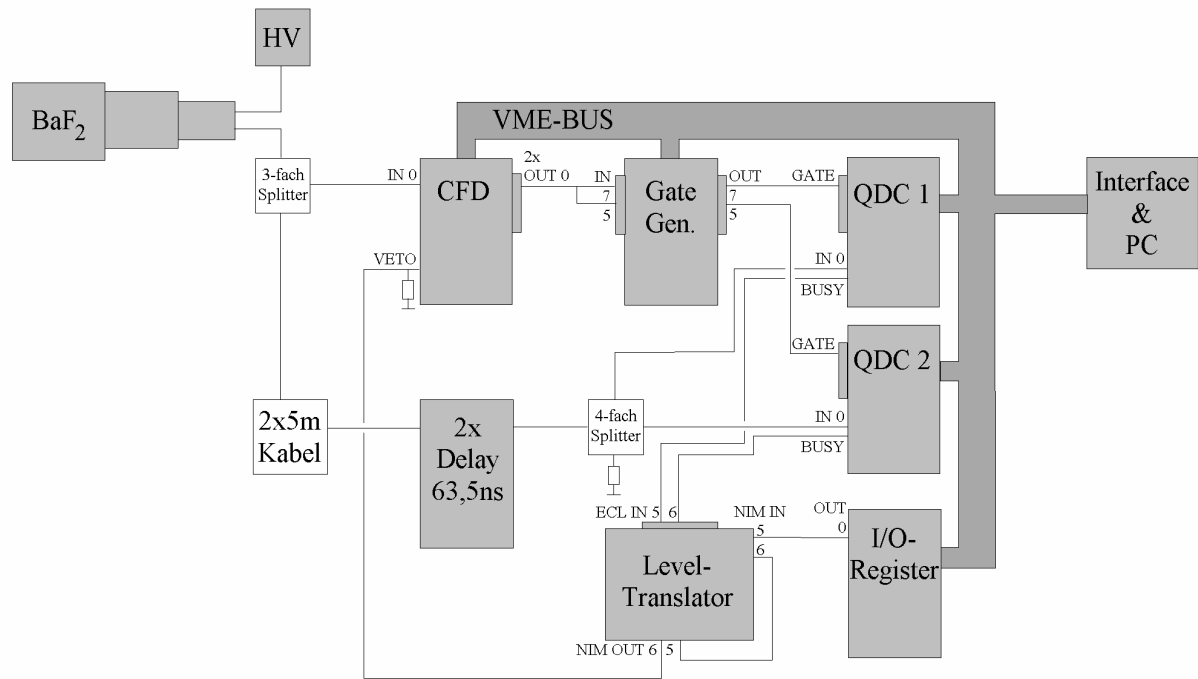 HV
BaF2
VME-BUS
3-fach
Splitter
IN 0
CFD
2x
OUT 0
IN
7
5
Gate
Gen.
OUT
7
5
GATE
QDC 1
Interface
&
PC
VETO
IN 0
BUSY
GATE
QDC 2
2x5m
Kabel
2x
Delay
63,5ns
4-fach
Splitter
IN 0
BUSY
ECL IN 5 6
NIM IN
5
6
OUT
0
I/O-
Register
Level-
Translator
NIM OUT 6 5